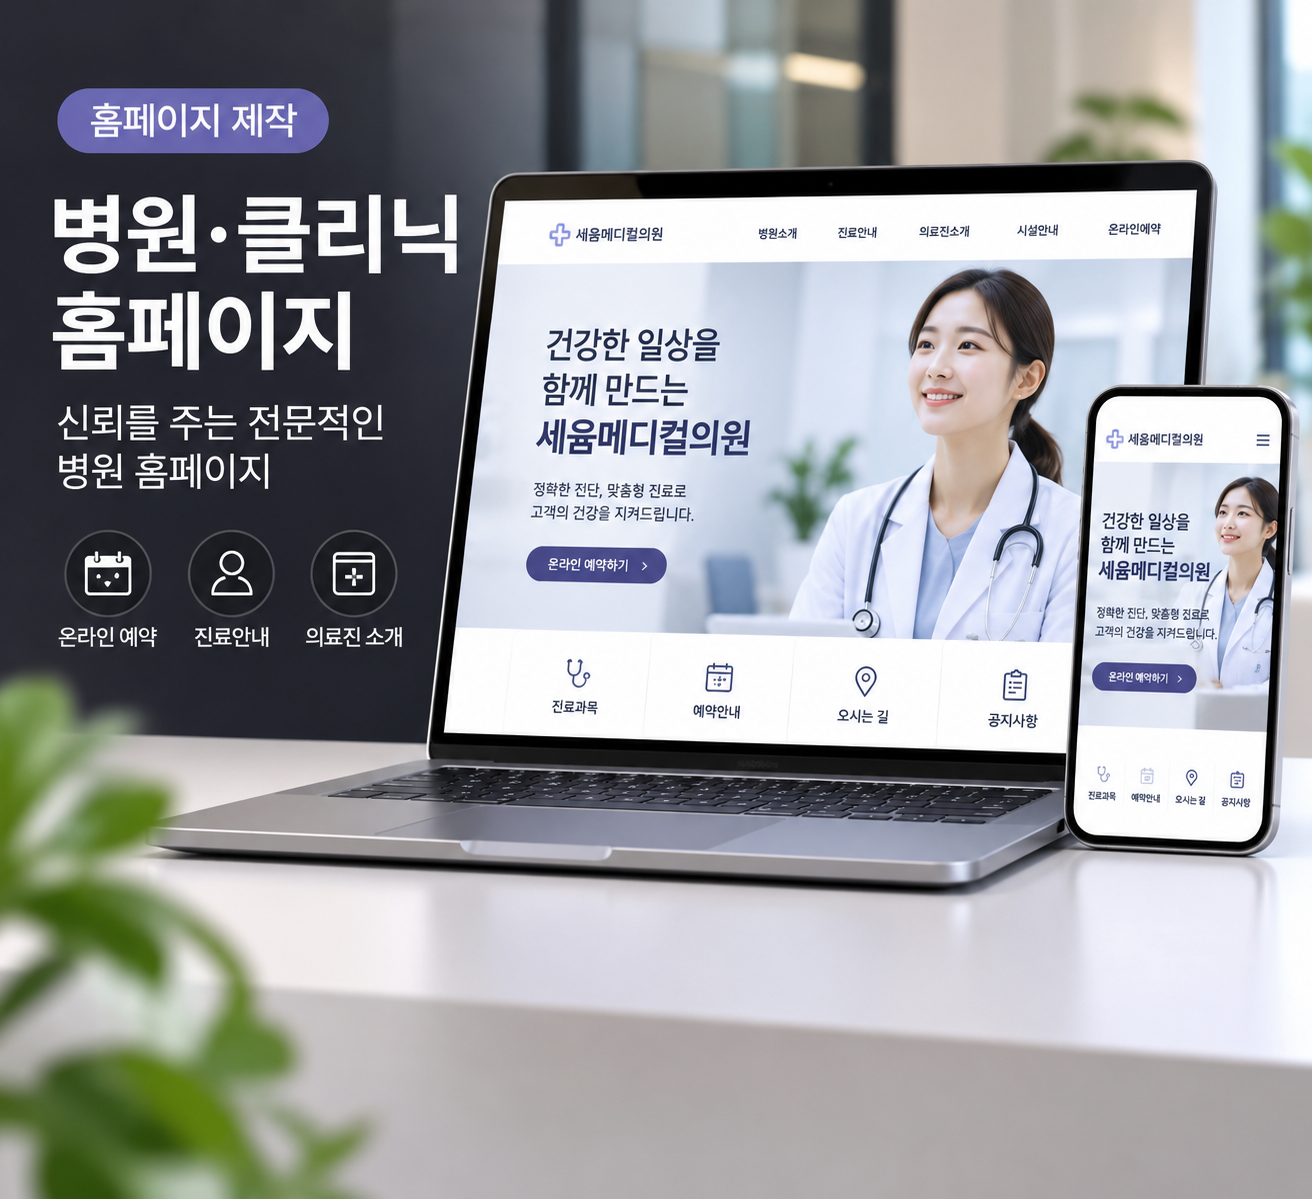 홈페이지 제작
병원·클리닉
홈페이지
신뢰를 주는 전문적인
병원 홈페이지
온라인 예약
진료안내
의료진 소개
세움메디컬의원
병원소개
진료안내
의료진소개
시설안내
온라인예약
건강한 일상을
함께 만드는
세움메디컬의원
정확한 진단, 맞춤형 진료로
고객의 건강을 지켜드립니다.
온라인 예약하기
진료과목
예약안내
오시는 길
공지사항
세움메디컬의원
건강한 일상을
함께 만드는
세움메디컬의원
정확한 진단, 맞춤형 진료로
고객의 건강을 지켜드립니다.
온라인 예약하기
진료과목
예약안내
오시는 길
공지사항